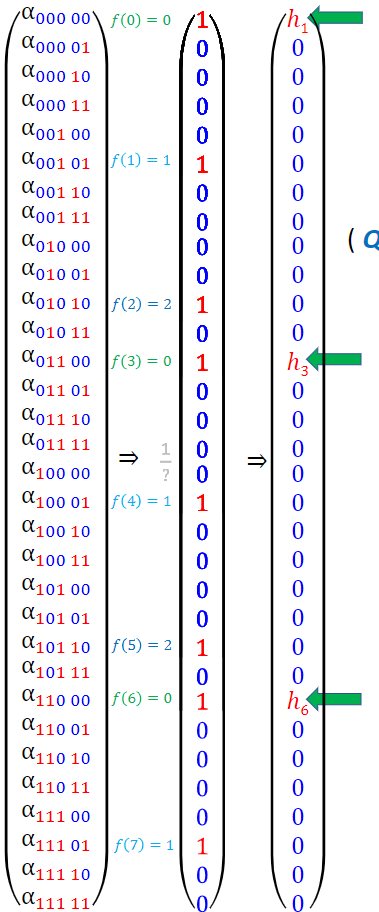 α₀₀₀ ₀₀ f(0) = 0 1 h₁
α₀₀₀ ₀₁ 0 0
α₀₀₀ ₁₀ 0 0
α₀₀₀ ₁₁ 0 0
α₀₀₁ ₀₀ 0 0
α₀₀₁ ₀₁ f(1) = 1 1 0
α₀₀₁ ₁₀ 0 0
α₀₀₁ ₁₁ 0 0
α₀₁₀ ₀₀ 0 0 ( Q
α₀₁₀ ₀₁ 0 0
α₀₁₀ ₁₀ f(2) = 2 1 0
α₀₁₀ ₁₁ 0 0
α₀₁₁ ₀₀ f(3) = 0 1 h₃
α₀₁₁ ₀₁ 0 0
α₀₁₁ ₁₀ 0 0
α₀₁₁ ₁₁ ⇒ 1/? 0 ⇒ 0
α₁₀₀ ₀₀ 0 0
α₁₀₀ ₀₁ f(4) = 1 1 0
α₁₀₀ ₁₀ 0 0
α₁₀₀ ₁₁ 0 0
α₁₀₁ ₀₀ 0 0
α₁₀₁ ₀₁ 0 0
α₁₀₁ ₁₀ f(5) = 2 1 0
α₁₀₁ ₁₁ 0 0
α₁₁₀ ₀₀ f(6) = 0 1 h₆
α₁₁₀ ₀₁ 0 0
α₁₁₀ ₁₀ 0 0
α₁₁₀ ₁₁ 0 0
α₁₁₁ ₀₀ 0 0
α₁₁₁ ₀₁ f(7) = 1 1 0
α₁₁₁ ₁₀ 0 0
α₁₁₁ ₁₁ 0 0